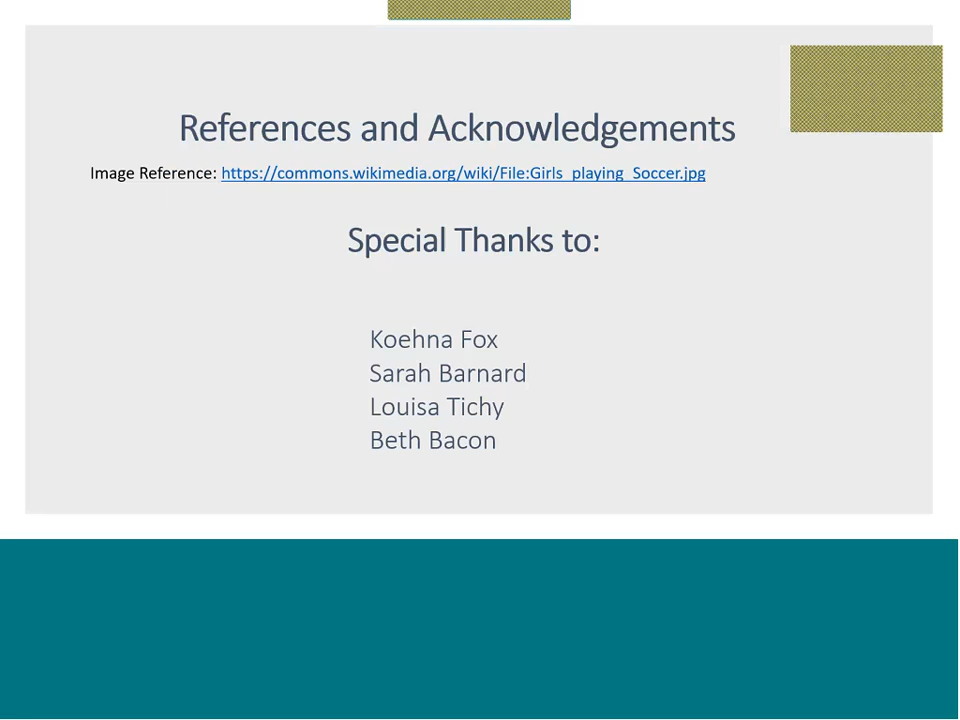 References and Acknowledgements
Image Reference: https://commons.wikimedia.org/wiki/File:Girls_playing_Soccer.jpg
Special Thanks to:
Koehna Fox
Sarah Barnard
Louisa Tichy
Beth Bacon